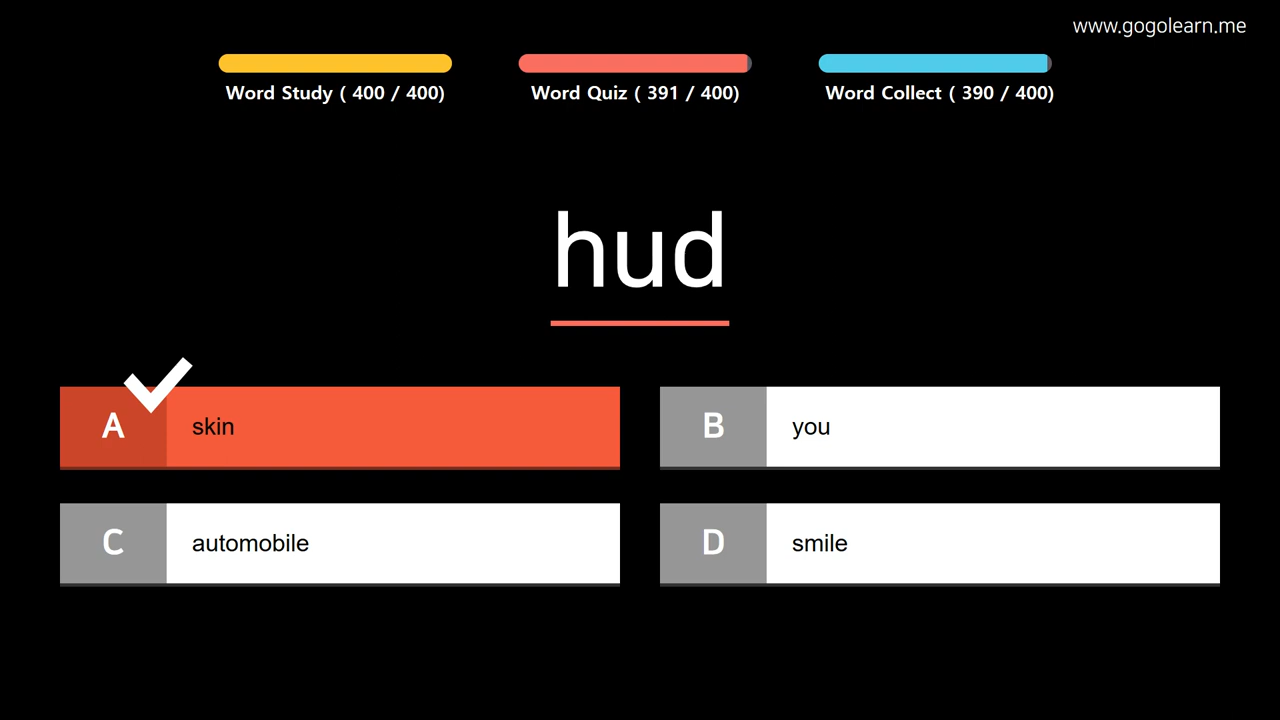 www.gogolearn.me
Word Study ( 400 / 400)
Word Quiz ( 391 / 400)
Word Collect ( 390 / 400)
hud
A skin
B you
C automobile
D smile